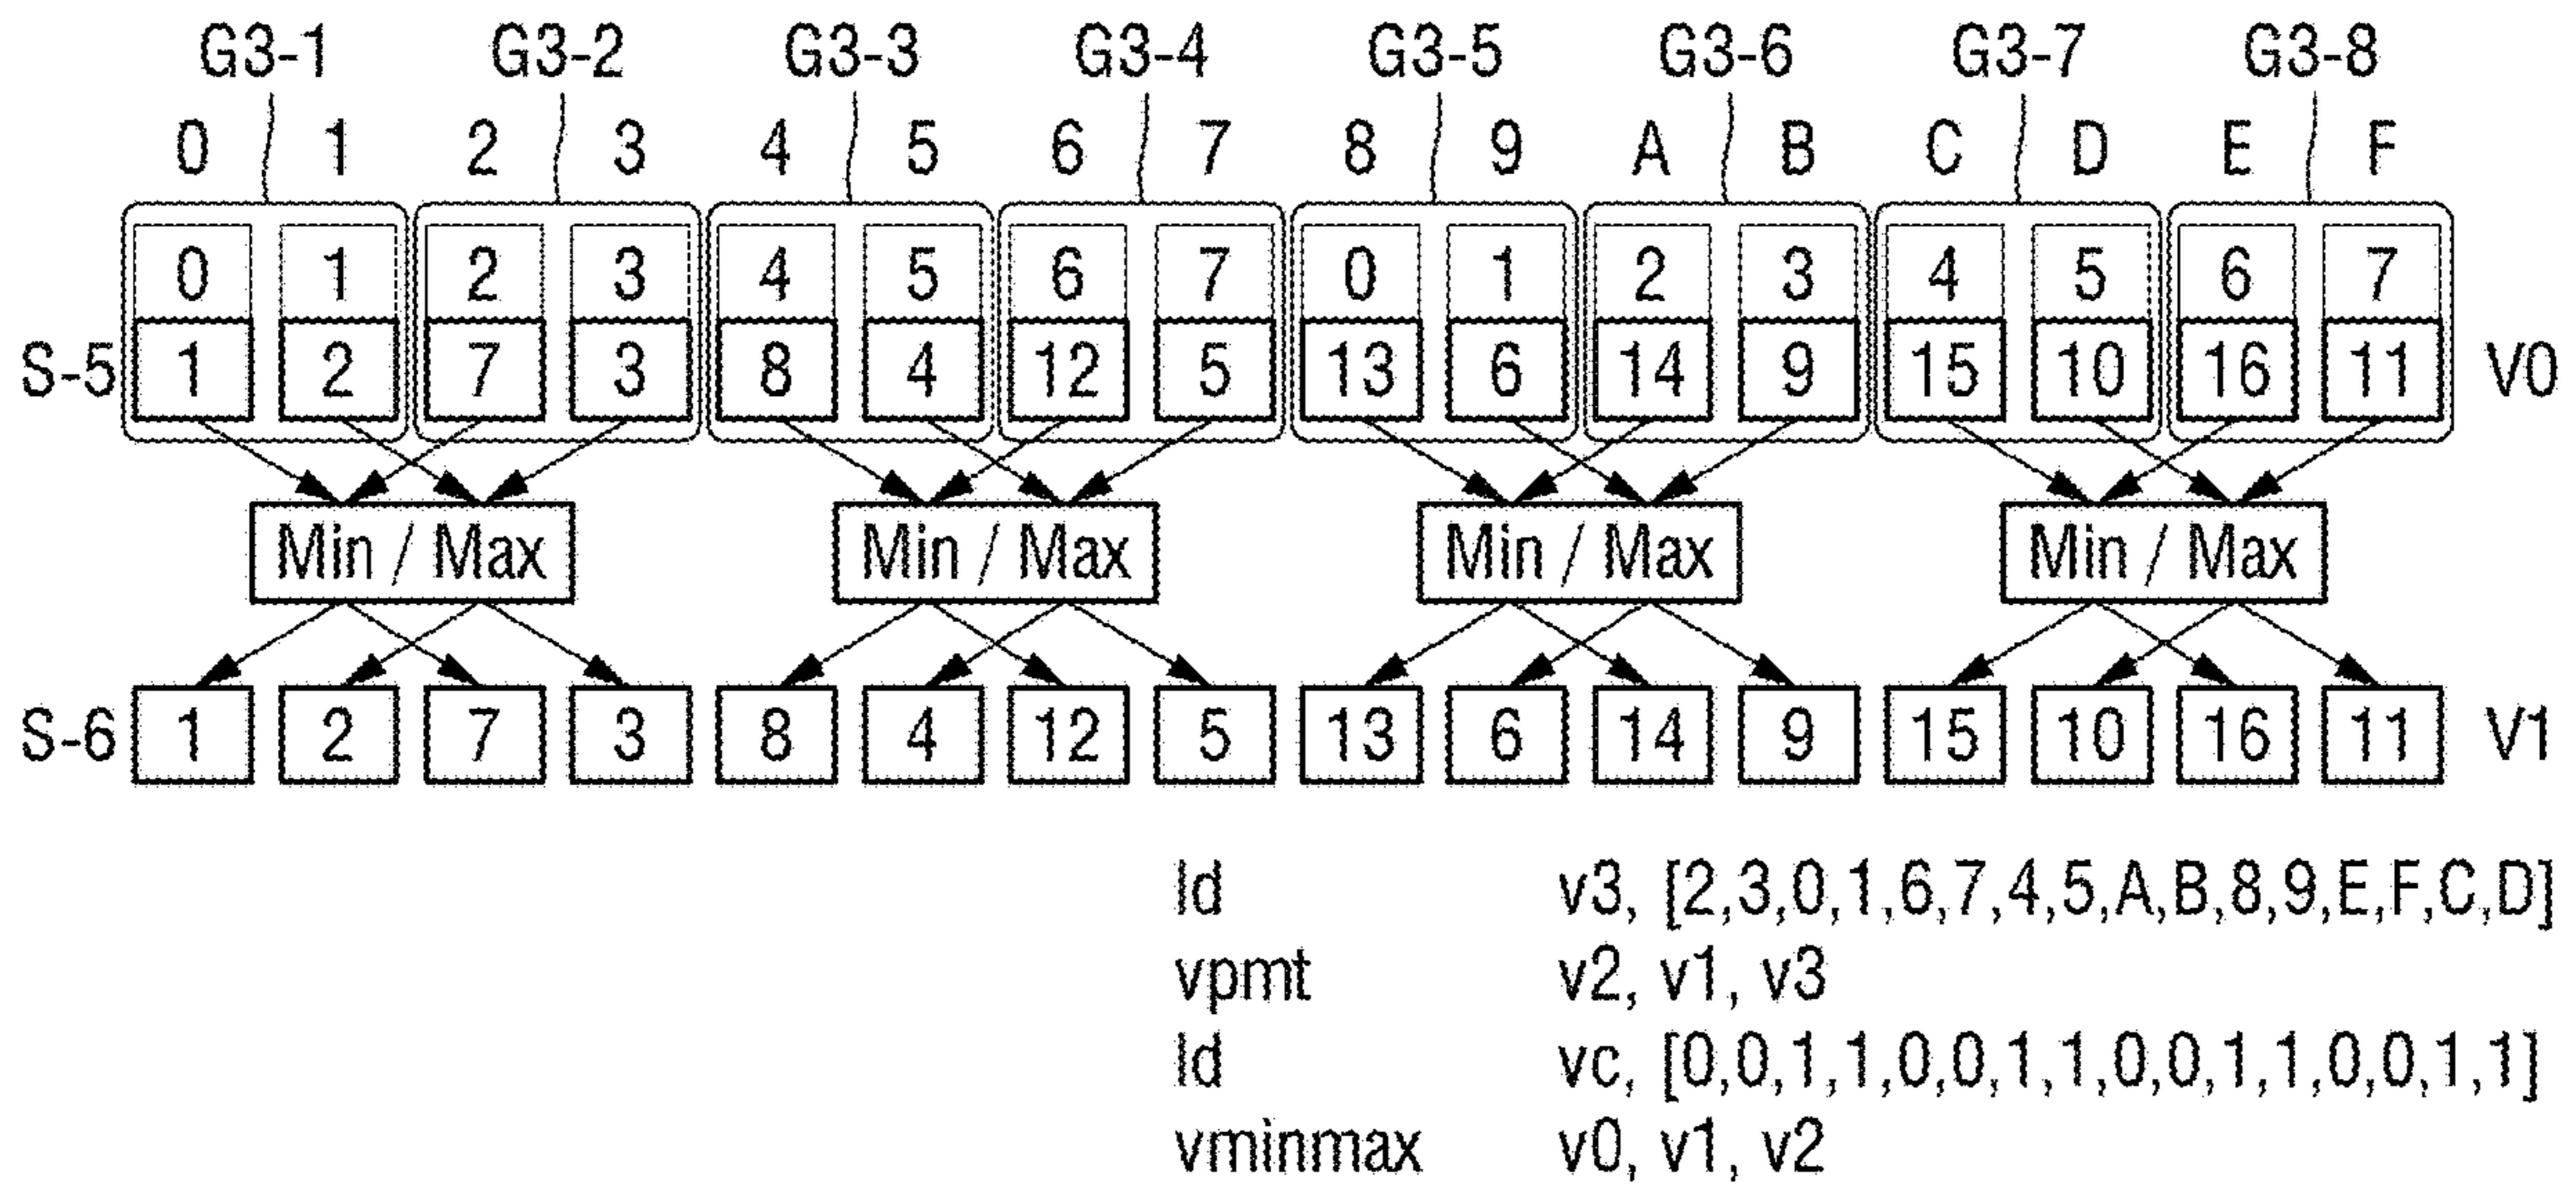 G3-1 G3-2 G3-3 G3-4 G3-5 G3-6 G3-7 G3-8
0 1 2 3 4 5 6 7 8 9 A B C D E F
0 1 2 3 4 5 6 7 0 1 2 3 4 5 6 7
S-5 1 2 7 3 8 4 12 5 13 6 14 9 15 10 16 11 V0
Min / Max Min / Max Min / Max Min / Max
S-6 1 2 7 3 8 4 12 5 13 6 14 9 15 10 16 11 V1
ld v3, [2,3,0,1,6,7,4,5,A,B,8,9,E,F,C,D]
vpmt v2, v1, v3
ld vc, [0,0,1,1,0,0,1,1,0,0,1,1,0,0,1,1]
vminmax v0, v1, v2